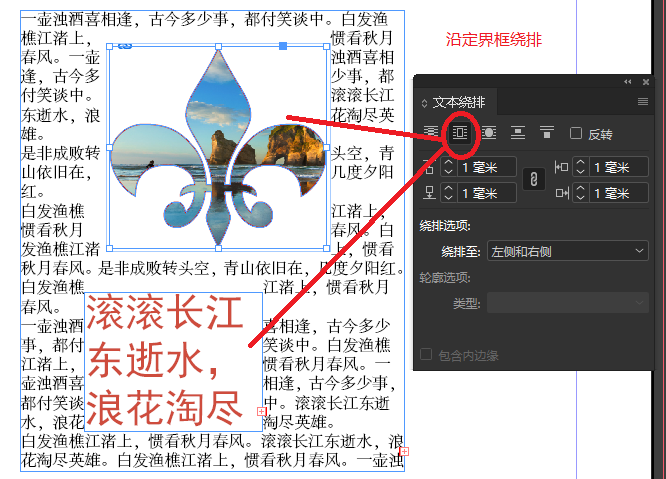 一壶浊酒喜相逢，古今多少事，都付笑谈中。白发渔
樵江渚上， 惯看秋月
春风。一壶 浊酒喜相
逢，古今多 少事，都
付笑谈中。 滚滚长江
东逝水，浪 花淘尽英
雄。
是非成败转 头空，青
山依旧在， 几度夕阳
红。
白发渔樵 江渚上，
惯看秋月 春风。白
发渔樵江渚 上，惯看
秋月春风。是非成败转头空，青山依旧在，几度夕阳红。
白发渔樵 江渚上，惯看秋月
春风。
一壶浊酒 喜相逢，古今多少
事，都付 笑谈中。白发渔樵
江渚上， 惯看秋月春风。一
壶浊酒喜 相逢，古今多少事，
都付笑谈 中。滚滚长江东逝
水，浪花 淘尽英雄。
白发渔樵江渚上，惯看秋月春风。滚滚长江东逝水，浪
花淘尽英雄。白发渔樵江渚上，惯看秋月春风。一壶浊
滚滚长江
东逝水，
浪花淘尽
沿定界框绕排
文本绕排
反转
1 毫米 1 毫米
1 毫米 1 毫米
绕排选项:
绕排至: 左侧和右侧
轮廓选项:
类型:
包含内边缘